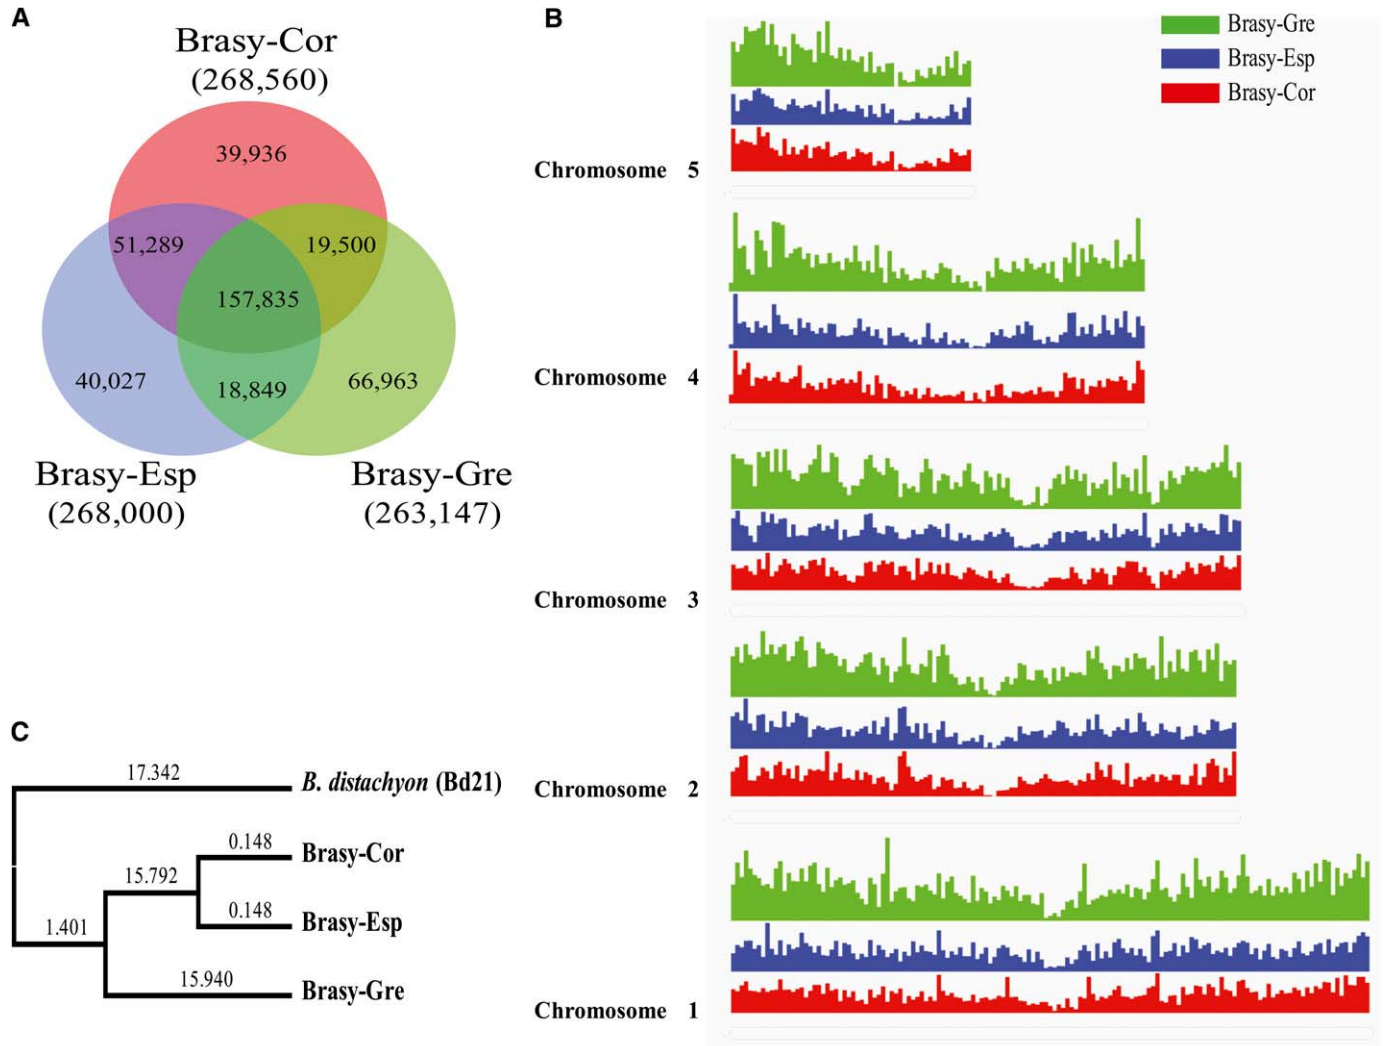 A
Brasy-Cor
(268,560)
39,936
51,289
19,500
157,835
40,027
18,849
66,963
Brasy-Esp
(268,000)
Brasy-Gre
(263,147)
B
Brasy-Gre
Brasy-Esp
Brasy-Cor
Chromosome 5
Chromosome 4
Chromosome 3
Chromosome 2
Chromosome 1
C
17.342
B. distachyon (Bd21)
0.148
Brasy-Cor
15.792
0.148
Brasy-Esp
1.401
15.940
Brasy-Gre